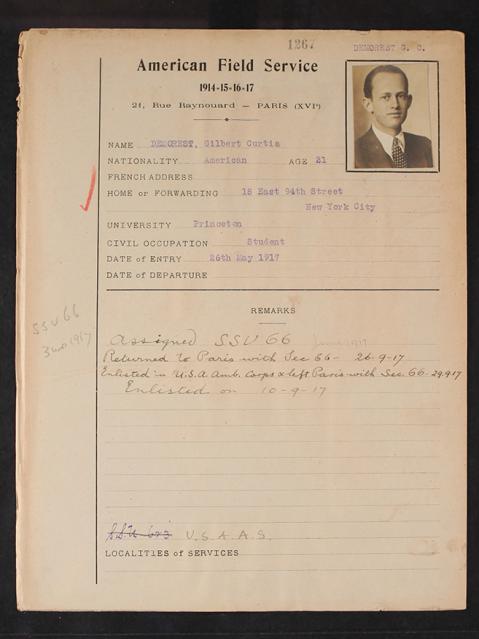 1267
DEMOREST G. C.
American Field Service
1914-15-16-17
21, Rue Raynouard — PARIS (XVIᵉ)
NAME DEMOREST, Gilbert Curtis
NATIONALITY American AGE 21
FRENCH ADDRESS
HOME or FORWARDING 18 East 94th Street
New York City
UNIVERSITY Princeton
CIVIL OCCUPATION Student
DATE of ENTRY 26th May 1917
DATE of DEPARTURE
REMARKS
SSU 66
3 mo 1917
Assigned SSU 66 June 1917
Returned to Paris with Sec 66- 26-9-17
Enlisted in U.S.A. Amb. Corps & left Paris with Sec. 66-29-9-17
Enlisted on 10-9-17
SSU 623 U.S.A.A.S.
LOCALITIES of SERVICES